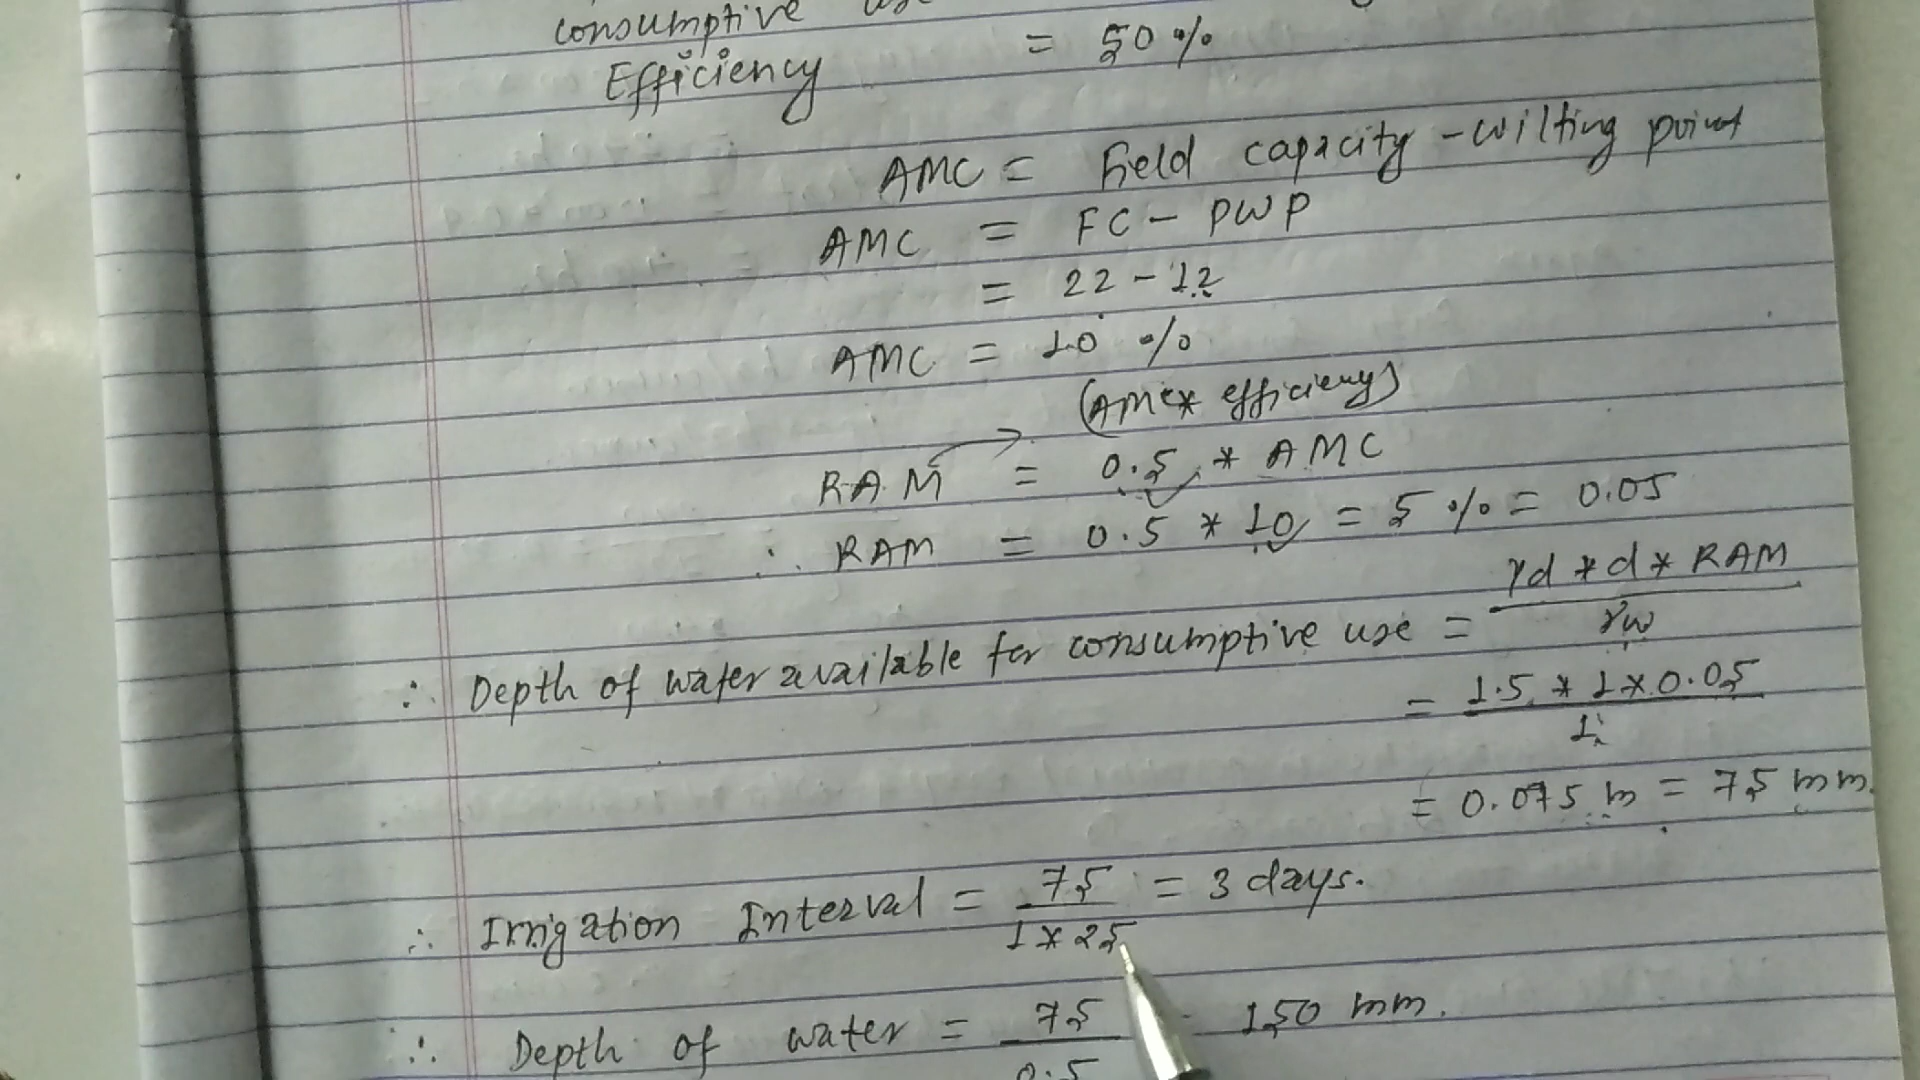 consumptive
Efficiency = 50 %
AMC = Field capacity - wilting point
AMC = FC - PWP
= 22 - 12
AMC = 10 %
(AMC* efficiency)
RAM = 0.5 * AMC
∴ RAM = 0.5 * 10 = 5 % = 0.05
∴ Depth of water available for consumptive use = γd * d * RAM / γw
= 1.5 * 1 * 0.05 / 1
= 0.075 m = 75 mm.
∴ Irrigation Interval = 75 / 1 * 25 = 3 days.
∴ Depth of water = 75 / 0.5 150 mm.